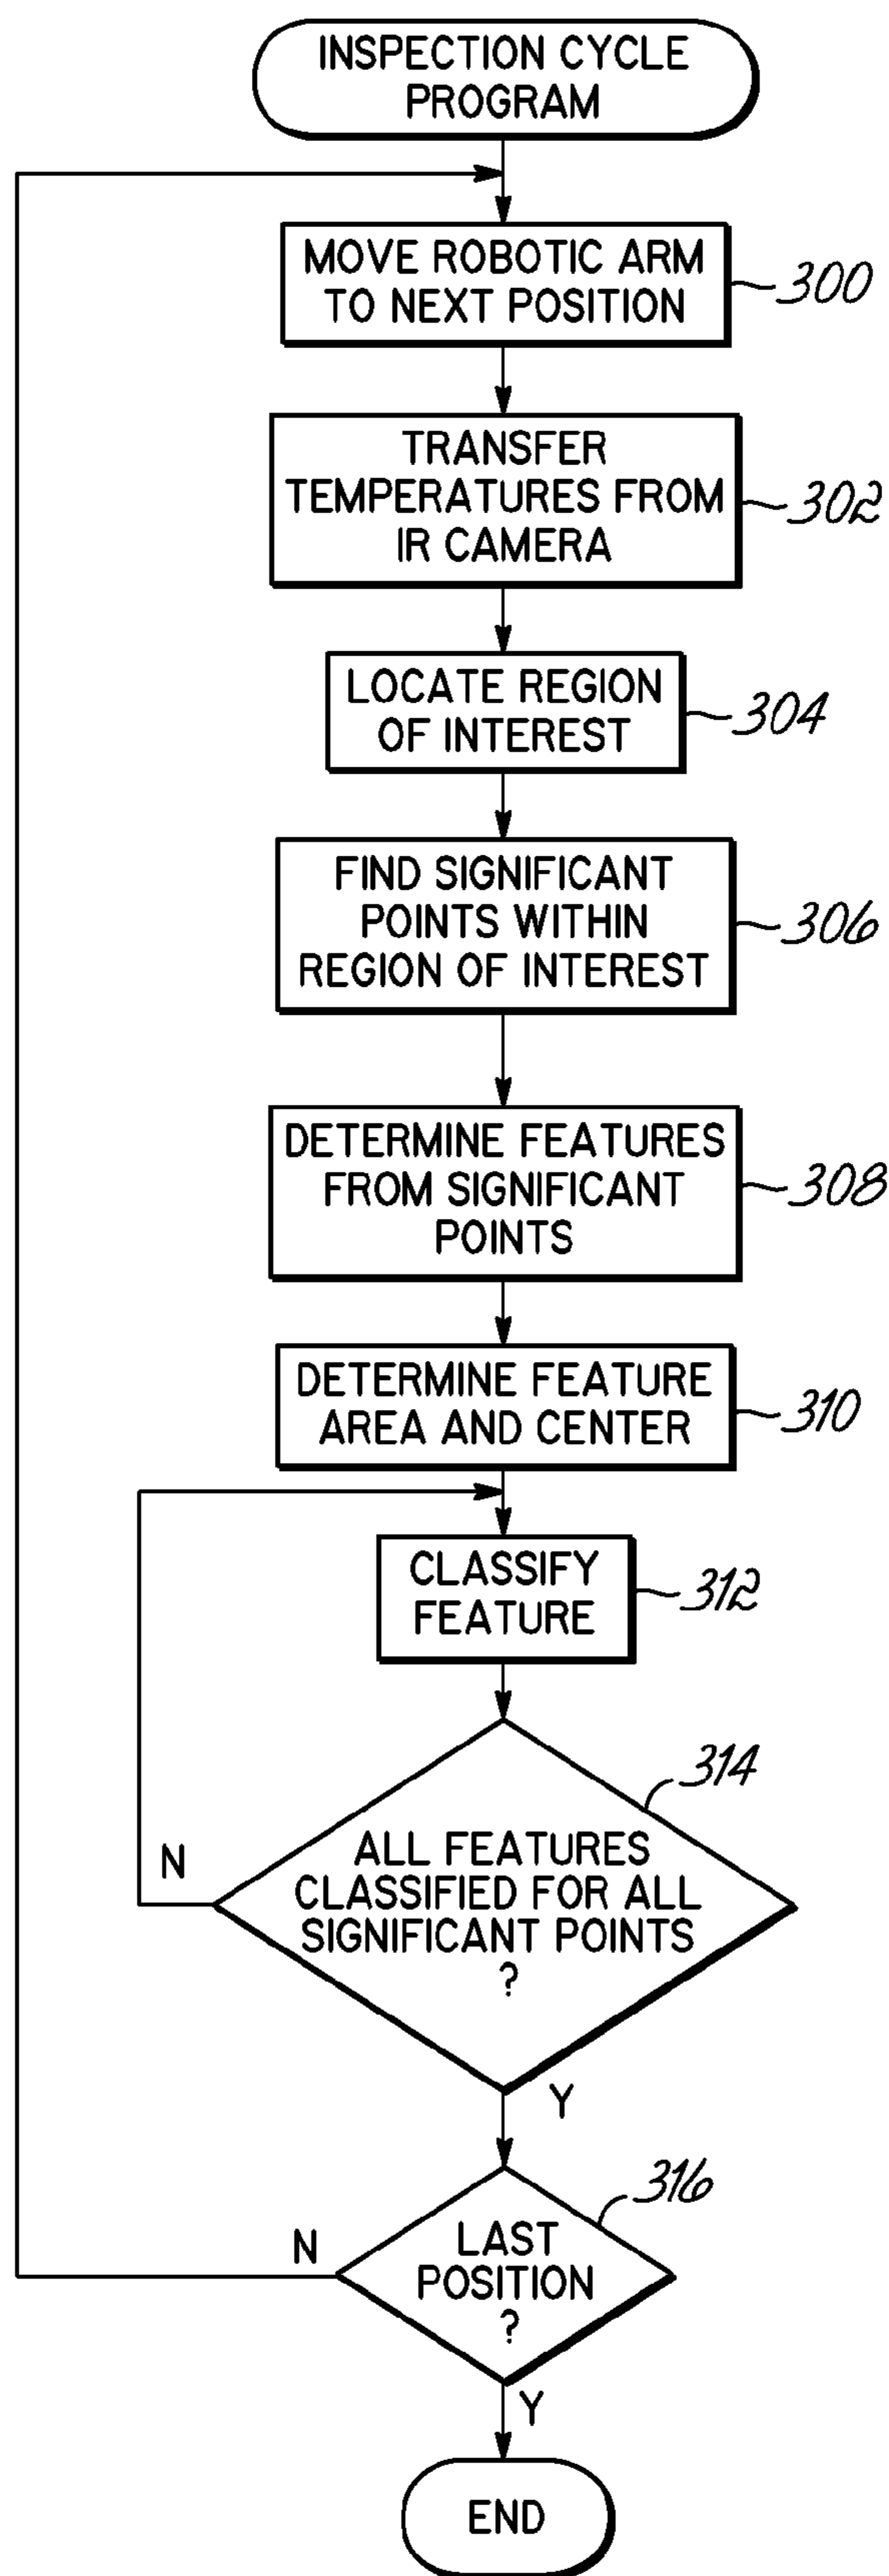 INSPECTION CYCLE
PROGRAM
MOVE ROBOTIC ARM
TO NEXT POSITION
300
TRANSFER
TEMPERATURES FROM
IR CAMERA
302
LOCATE REGION
OF INTEREST
304
FIND SIGNIFICANT
POINTS WITHIN
REGION OF INTEREST
306
DETERMINE FEATURES
FROM SIGNIFICANT
POINTS
308
DETERMINE FEATURE
AREA AND CENTER
310
CLASSIFY
FEATURE
312
314
ALL FEATURES
CLASSIFIED FOR ALL
SIGNIFICANT POINTS
?
N
Y
316
LAST
POSITION
?
N
Y
END